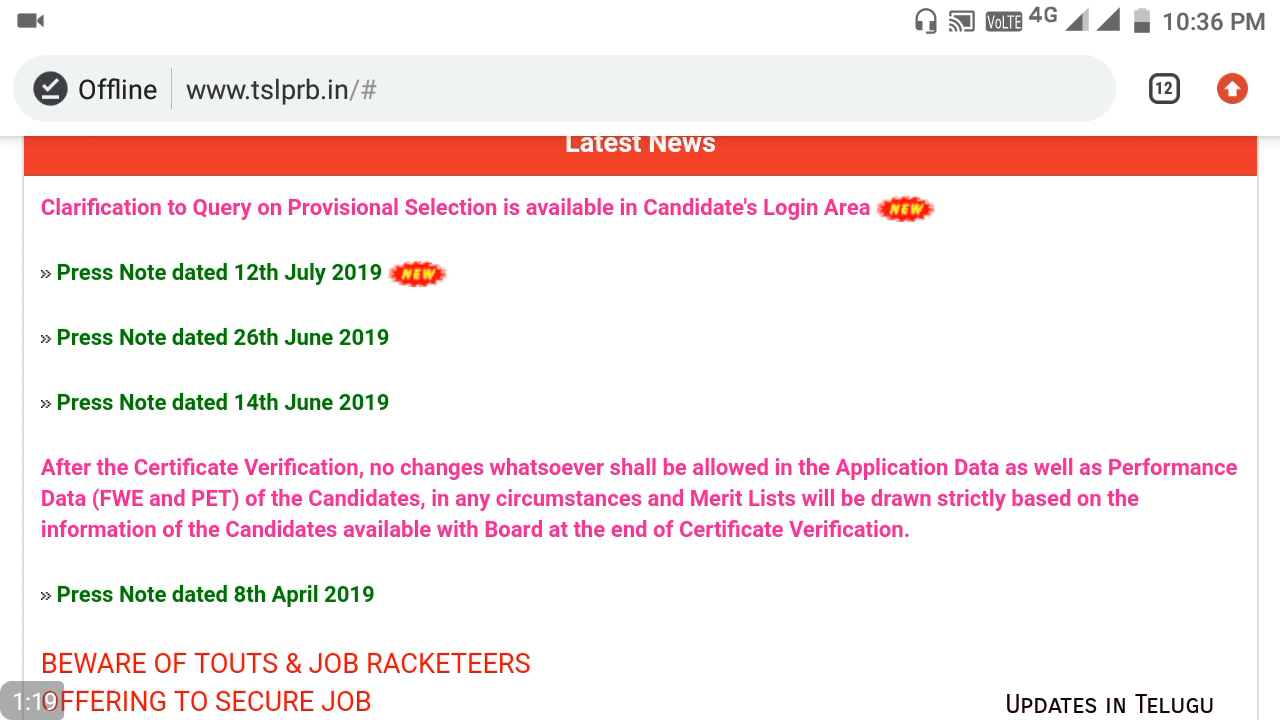 VoLTE 4G 10:36 PM
Offline www.tslprb.in/# 12
Latest News
Clarification to Query on Provisional Selection is available in Candidate's Login Area NEW
» Press Note dated 12th July 2019 NEW
» Press Note dated 26th June 2019
» Press Note dated 14th June 2019
After the Certificate Verification, no changes whatsoever shall be allowed in the Application Data as well as Performance
Data (FWE and PET) of the Candidates, in any circumstances and Merit Lists will be drawn strictly based on the
information of the Candidates available with Board at the end of Certificate Verification.
» Press Note dated 8th April 2019
BEWARE OF TOUTS & JOB RACKETEERS
1:19 OFFERING TO SECURE JOB
Updates in Telugu